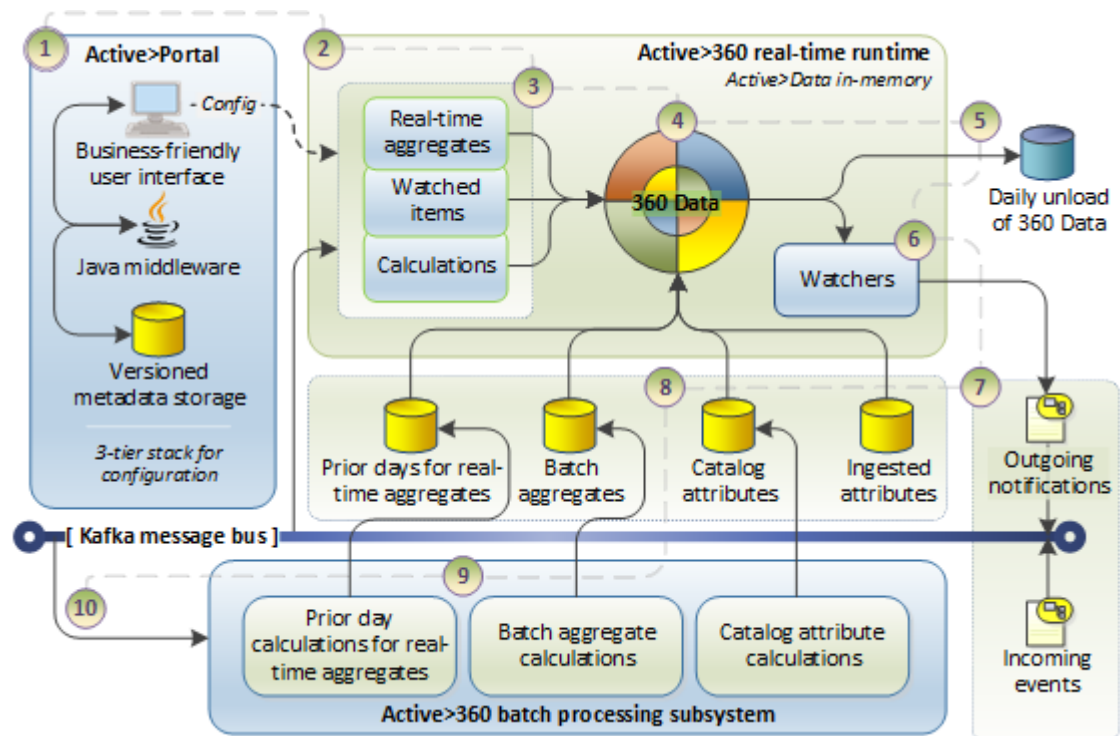 1
Active>Portal
- Config -
Business-friendly
user interface
Java
Java middleware
Versioned
metadata storage
3-tier stack for
configuration
2
Active>360 real-time runtime
Active>Data in-memory
3
Real-time
aggregates
Watched
items
Calculations
4
360 Data
5
Daily unload
of 360 Data
6
Watchers
8
7
Prior days for real-
time aggregates
Batch
aggregates
Catalog
attributes
Ingested
attributes
Outgoing
notifications
[ Kafka message bus ]
10
9
Prior day
calculations for real-
time aggregates
Batch aggregate
calculations
Catalog attribute
calculations
Incoming
events
Active>360 batch processing subsystem